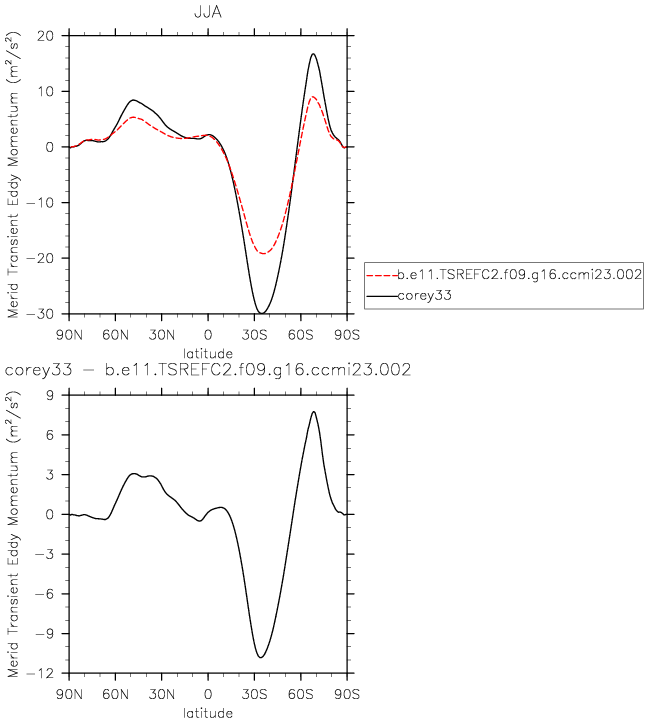 JJA
Merid Transient Eddy Momentum (m²/s²)
20
10
0
−10
−20
−30
90N 60N 30N 0 30S 60S 90S
latitude
b.e11.TSREFC2.f09.g16.ccmi23.002
corey33
corey33 − b.e11.TSREFC2.f09.g16.ccmi23.002
Merid Transient Eddy Momentum (m²/s²)
9
6
3
0
−3
−6
−9
−12
90N 60N 30N 0 30S 60S 90S
latitude